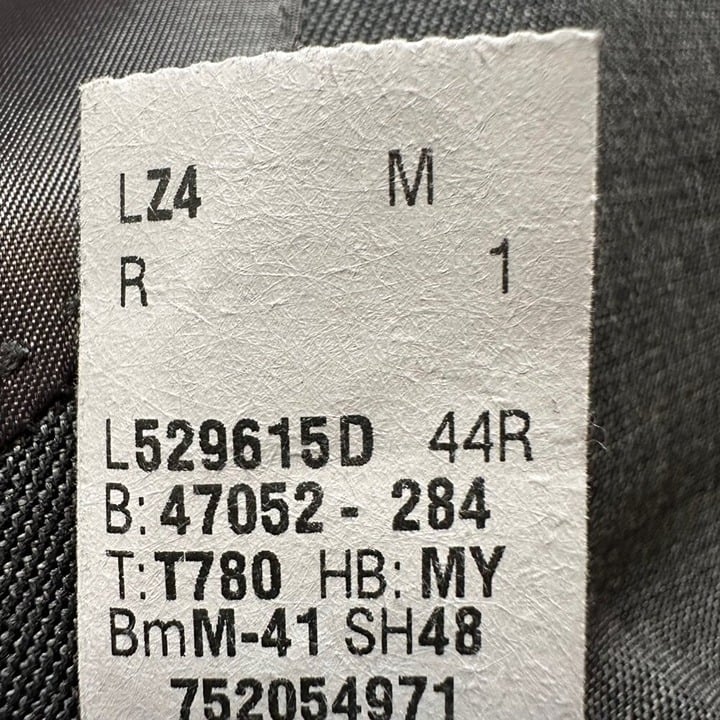 LZ4 M
R 1
L529615D 44R
B: 47052 - 284
T: T780 HB: MY
BmM-41 SH48
752054971